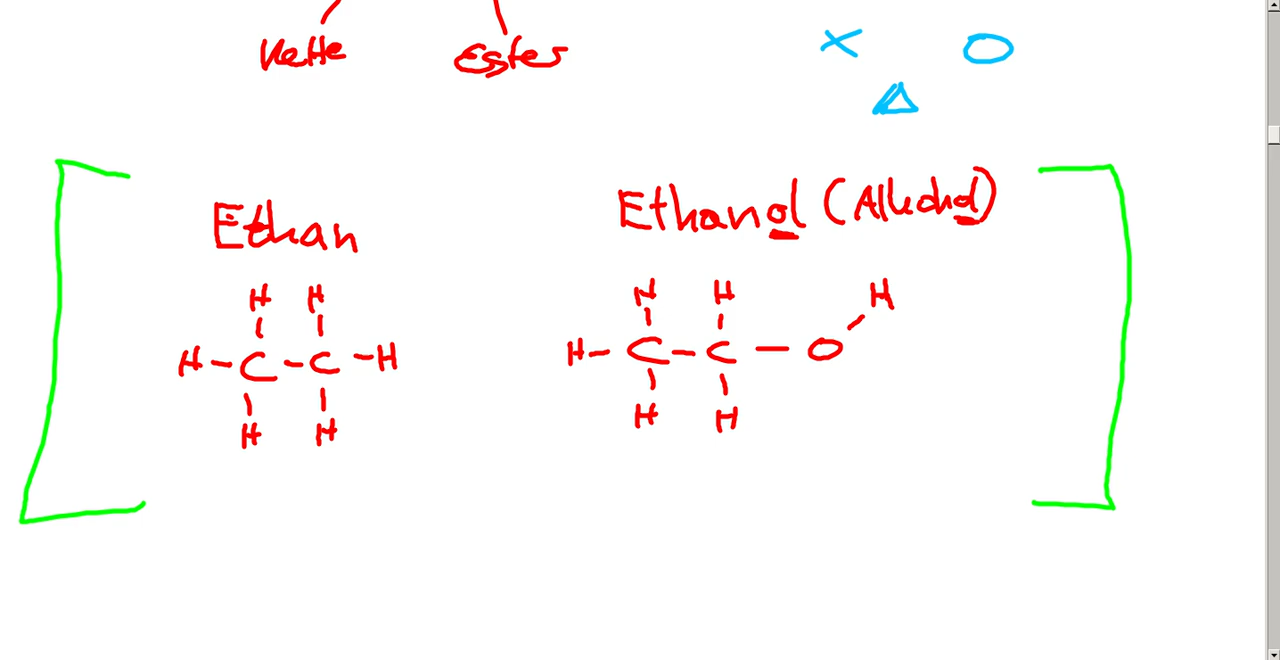 Kette Ester
Ethan Ethanol (Alkohol)
H H H H H
H-C-C-H H-C-C-O
H H H H